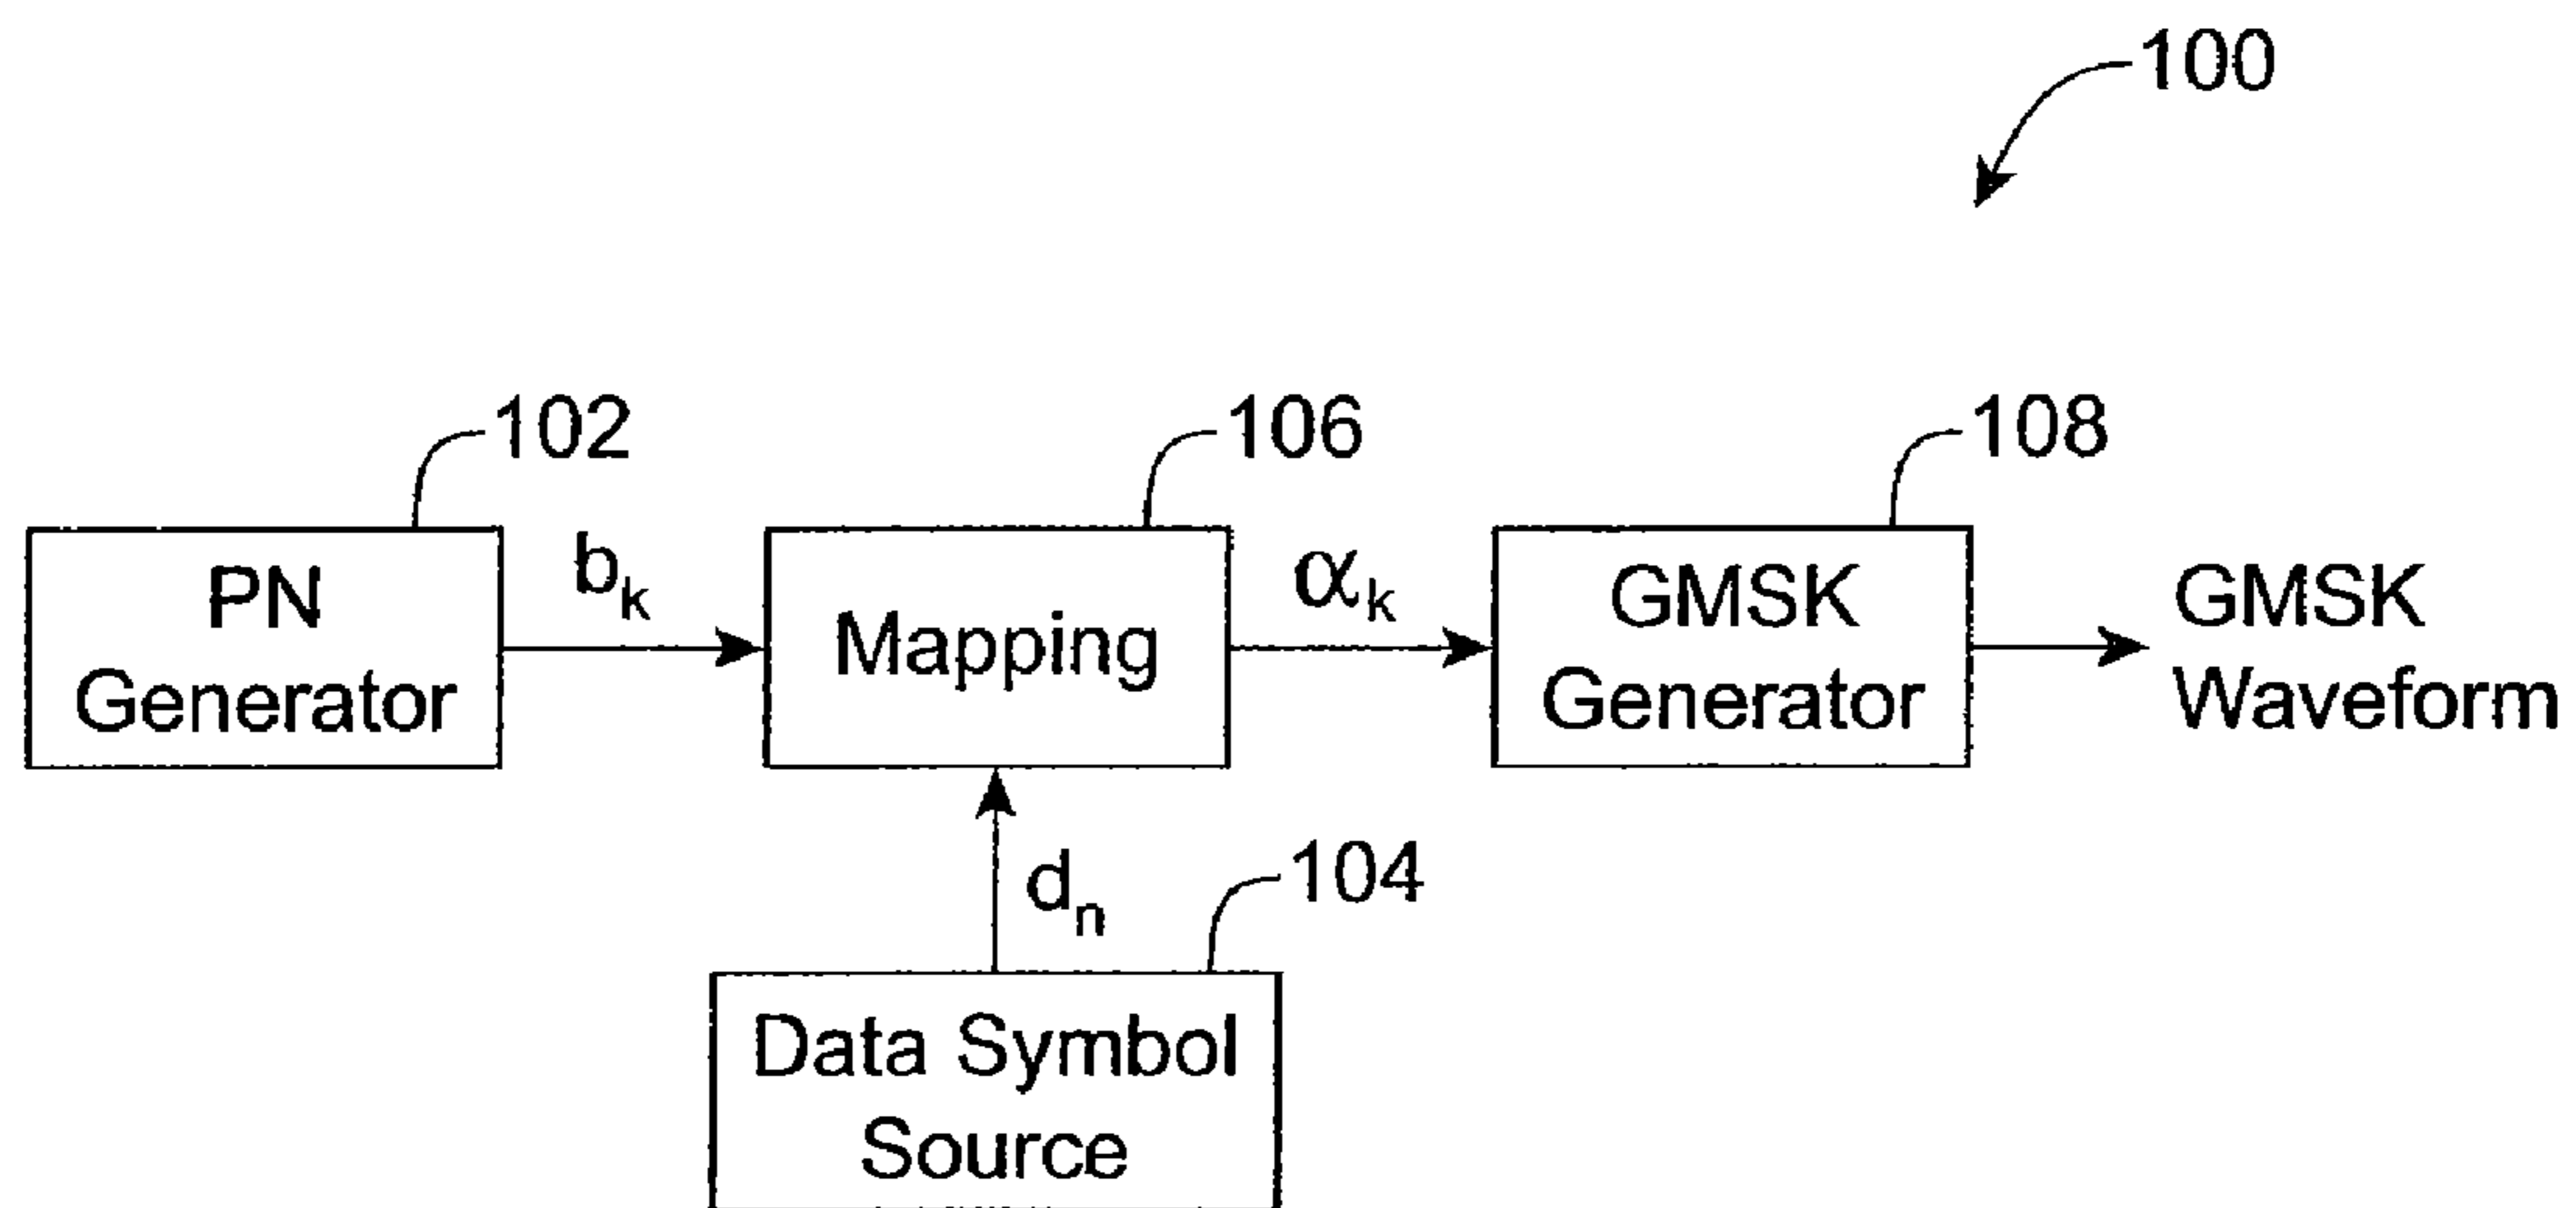 100
102
106
108
PN
Generator
b_k
Mapping
α_k
GMSK
Generator
GMSK
Waveform
d_n
104
Data Symbol
Source